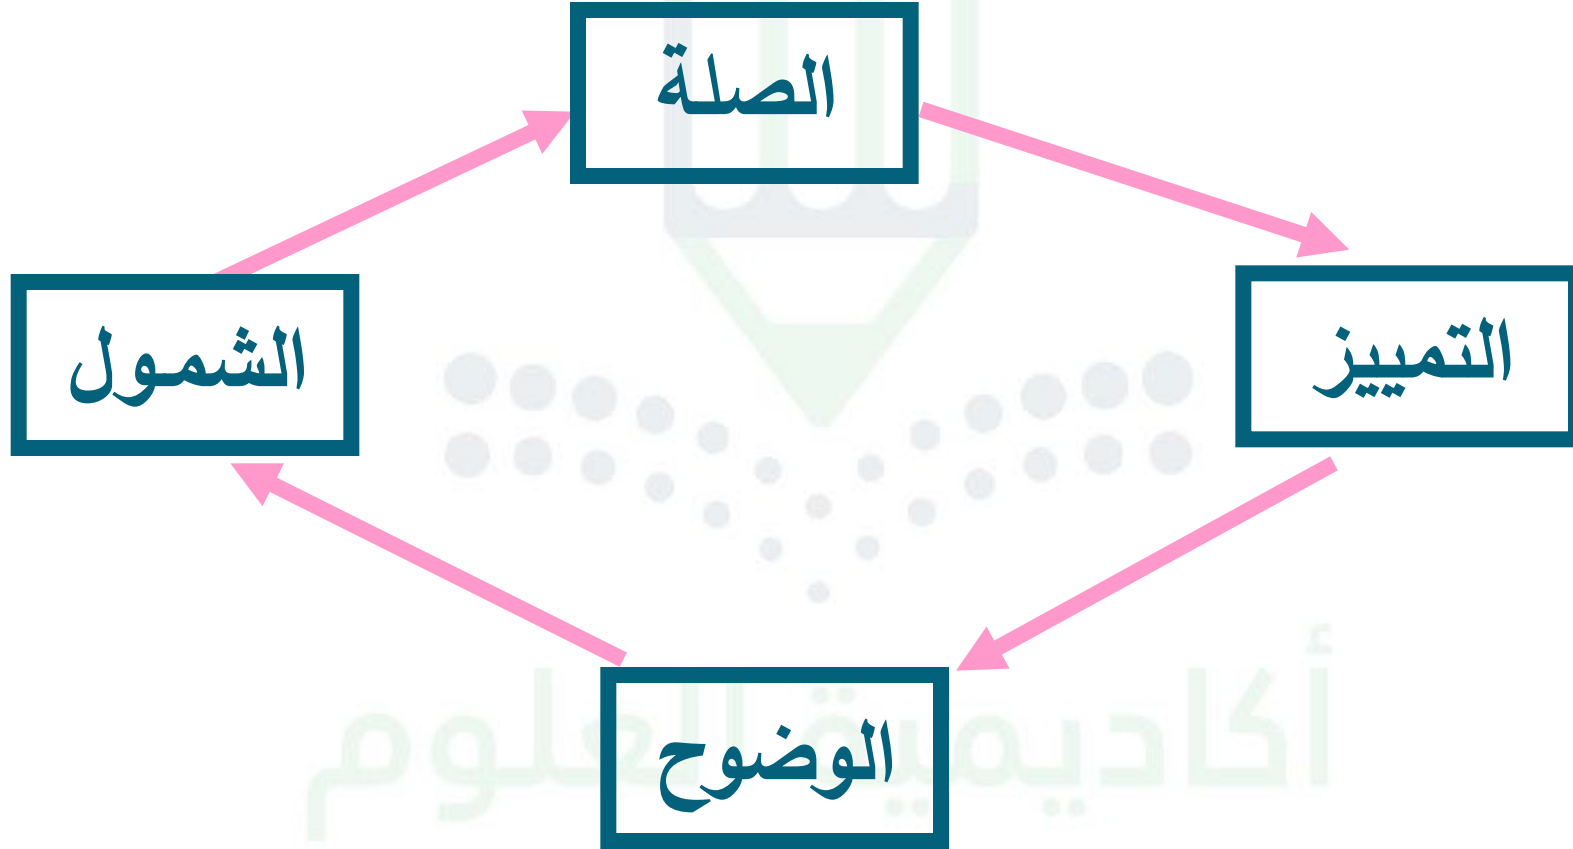 الصلة
التمييز
الشمول
الوضوح
أكاديمية العلوم